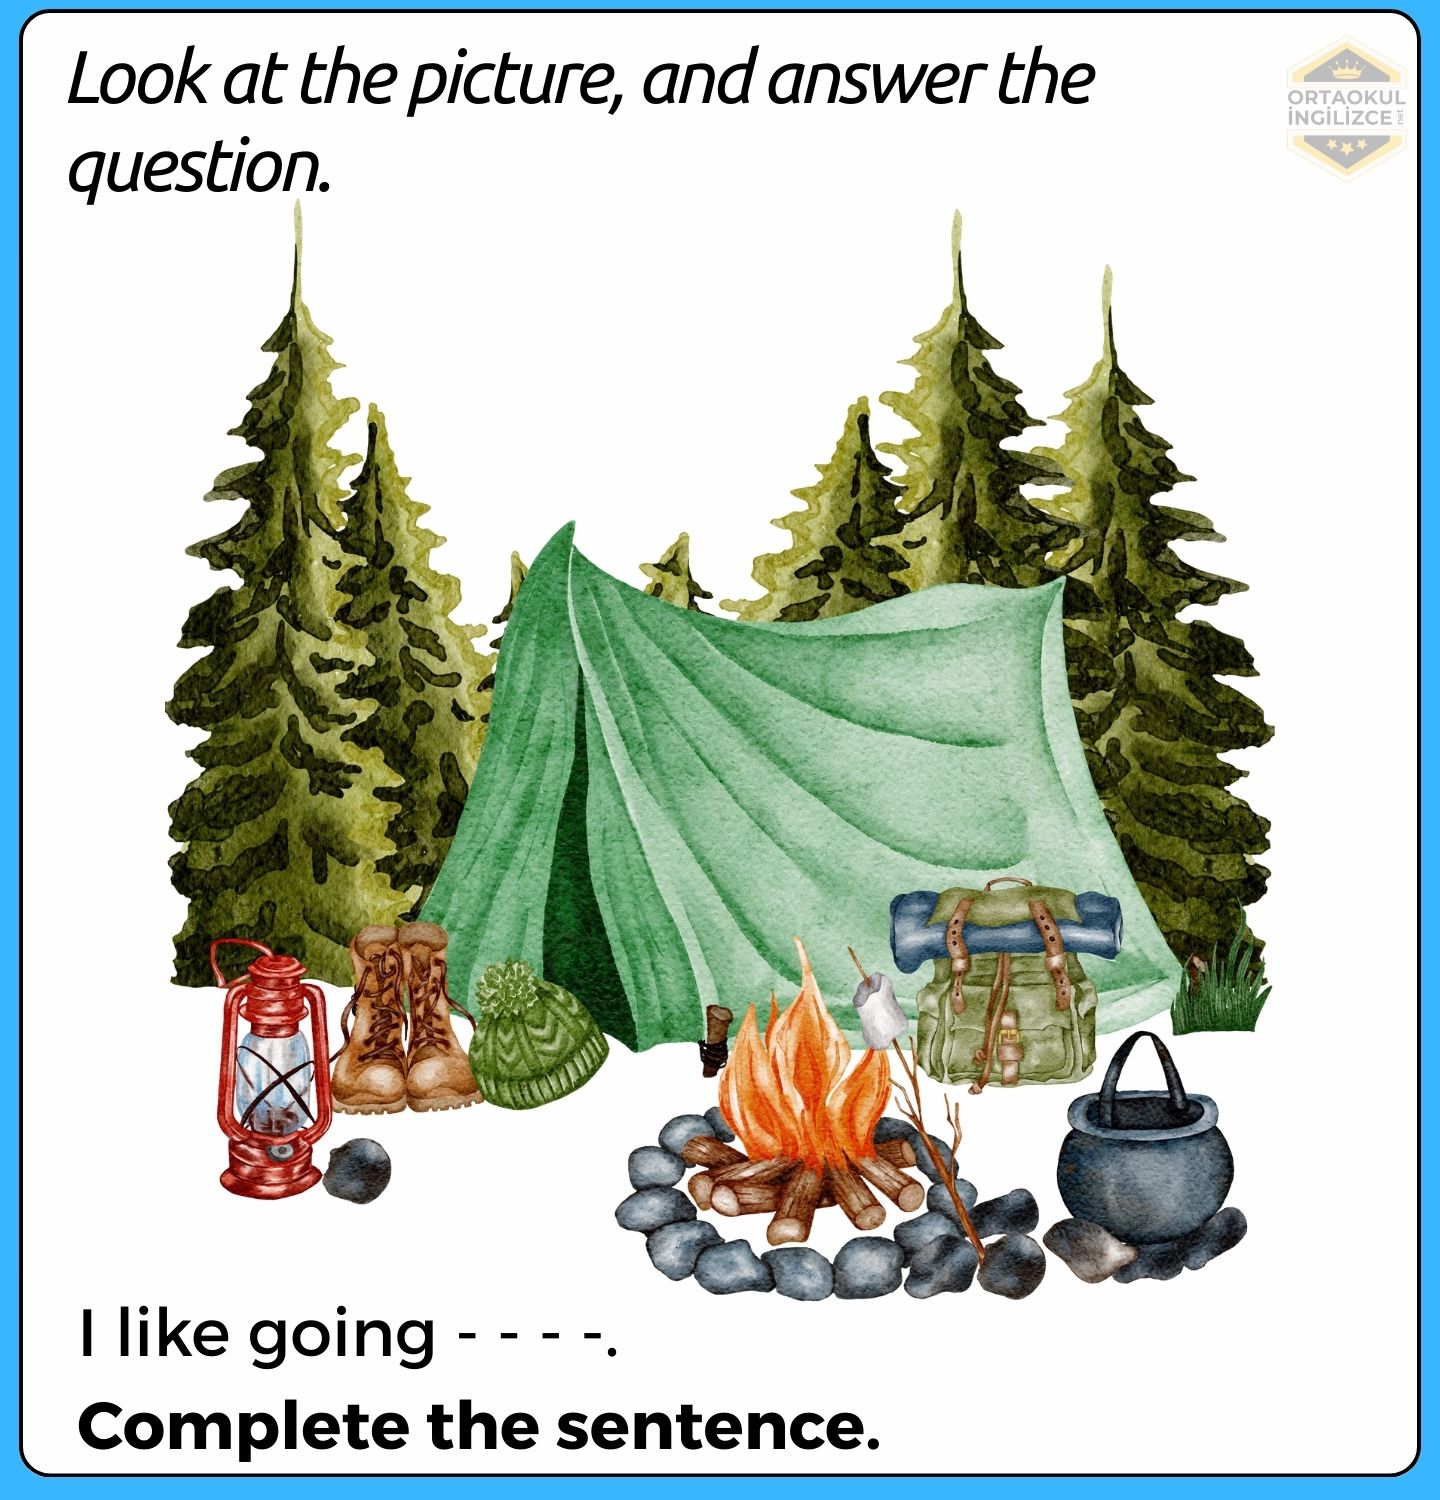 Look at the picture, and answer the
question.
ORTAOKUL
İNGİLİZCE.net
I like going - - - -.
Complete the sentence.